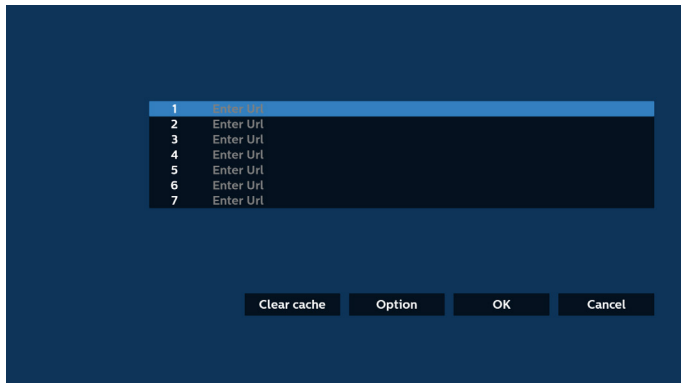 1 Enter Url
2 Enter Url
3 Enter Url
4 Enter Url
5 Enter Url
6 Enter Url
7 Enter Url
Clear cache Option OK Cancel